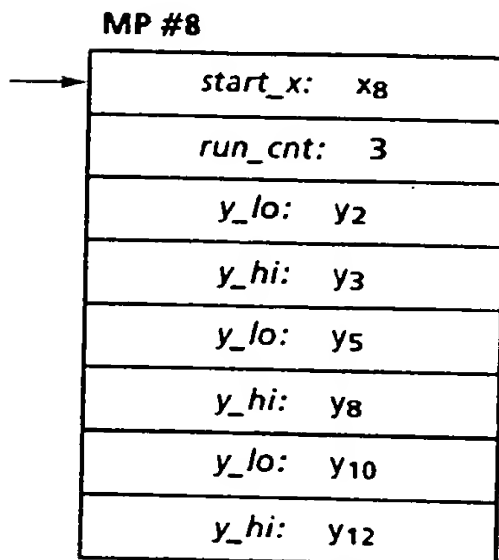 MP #8
start_x: x8
run_cnt: 3
y_lo: y2
y_hi: y3
y_lo: y5
y_hi: y8
y_lo: y10
y_hi: y12